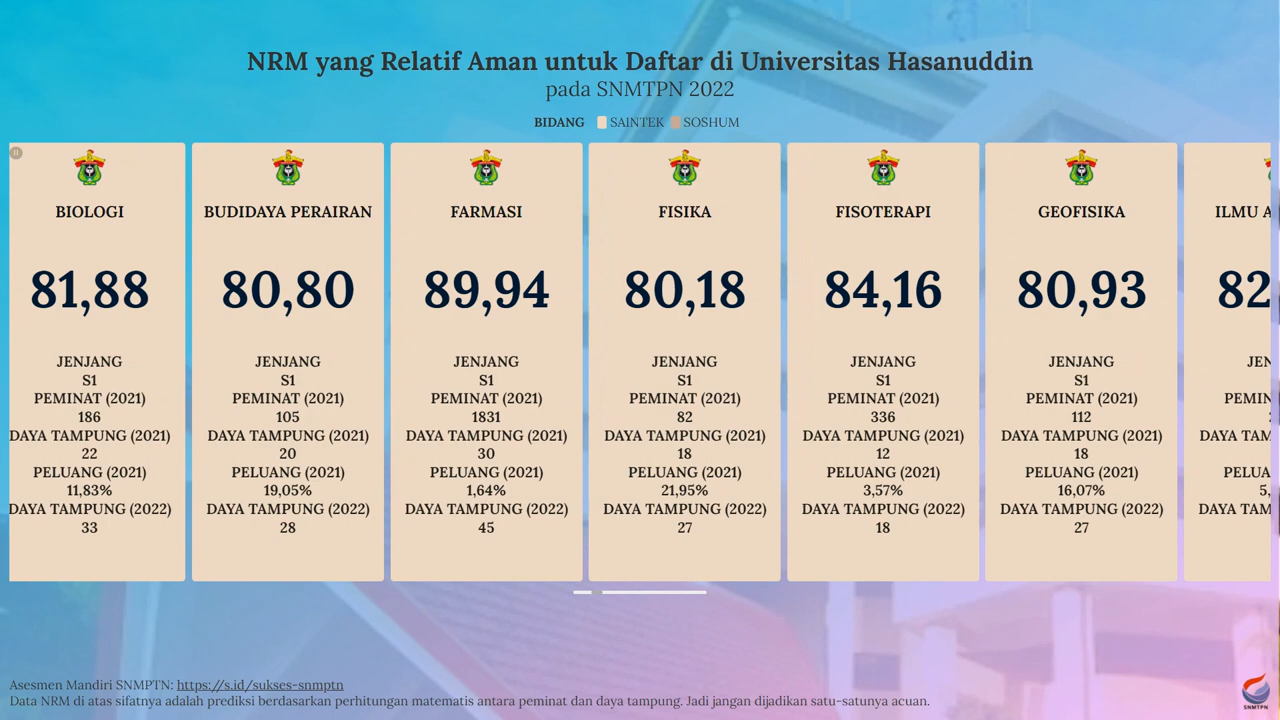 NRM yang Relatif Aman untuk Daftar di Universitas Hasanuddin
pada SNMTPN 2022
BIDANG SAINTEK SOSHUM
BIOLOGI
81,88
JENJANG
S1
PEMINAT (2021)
186
DAYA TAMPUNG (2021)
22
PELUANG (2021)
11,83%
DAYA TAMPUNG (2022)
33
BUDIDAYA PERAIRAN
80,80
JENJANG
S1
PEMINAT (2021)
105
DAYA TAMPUNG (2021)
20
PELUANG (2021)
19,05%
DAYA TAMPUNG (2022)
28
FARMASI
89,94
JENJANG
S1
PEMINAT (2021)
1831
DAYA TAMPUNG (2021)
30
PELUANG (2021)
1,64%
DAYA TAMPUNG (2022)
45
FISIKA
80,18
JENJANG
S1
PEMINAT (2021)
82
DAYA TAMPUNG (2021)
18
PELUANG (2021)
21,95%
DAYA TAMPUNG (2022)
27
FISOTERAPI
84,16
JENJANG
S1
PEMINAT (2021)
336
DAYA TAMPUNG (2021)
12
PELUANG (2021)
3,57%
DAYA TAMPUNG (2022)
18
GEOFISIKA
80,93
JENJANG
S1
PEMINAT (2021)
112
DAYA TAMPUNG (2021)
18
PELUANG (2021)
16,07%
DAYA TAMPUNG (2022)
27
ILMU
82
DAYA
5,
DAYA
Asesmen Mandiri SNMPTN: https://s.id/sukses-snmptn
Data NRM di atas sifatnya adalah prediksi berdasarkan perhitungan matematis antara peminat dan daya tampung. Jadi jangan dijadikan satu-satunya acuan.
SNMTPN